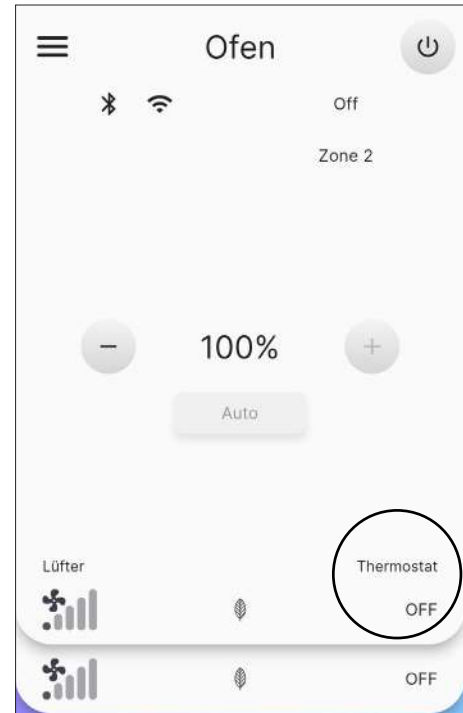 Ofen
Off
Zone 2
100%
Auto
Lüfter
Thermostat
OFF
OFF